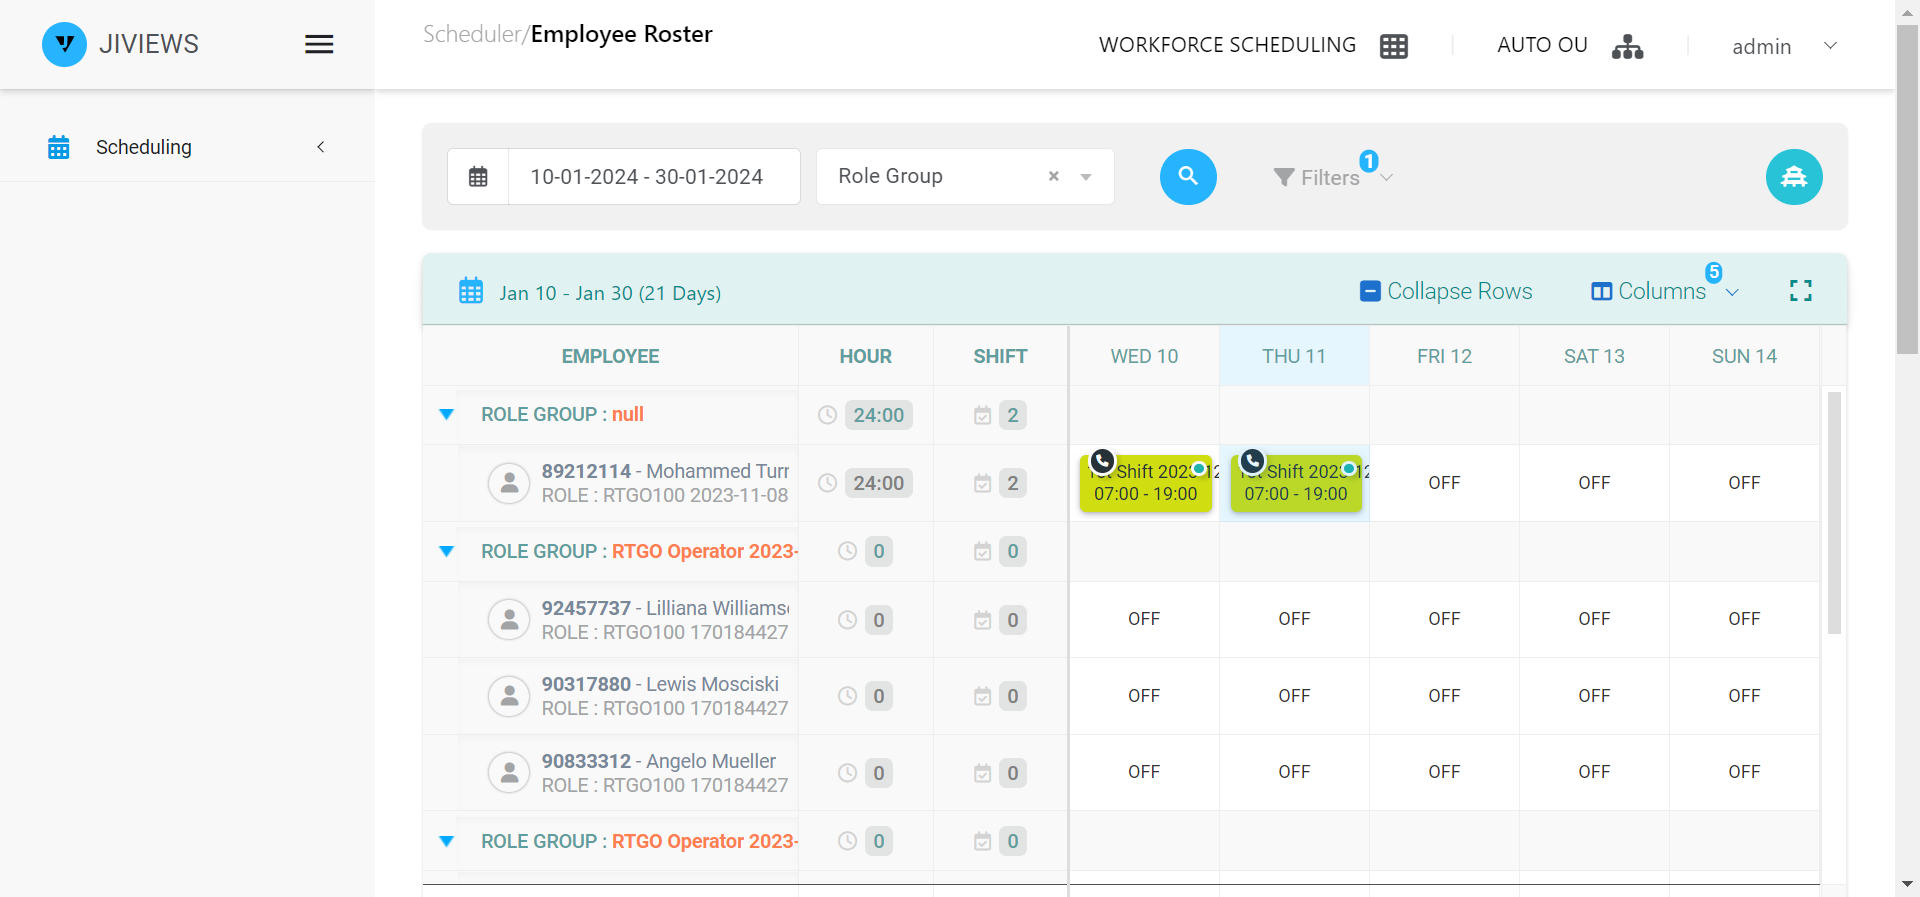 JIVIEWS
Scheduler/Employee Roster
WORKFORCE SCHEDULING
AUTO OU
admin
Scheduling
10-01-2024 - 30-01-2024
Role Group
×
Filters
1
Jan 10 - Jan 30 (21 Days)
Collapse Rows
Columns
5
EMPLOYEE HOUR SHIFT WED 10 THU 11 FRI 12 SAT 13 SUN 14
ROLE GROUP : null 24:00 2
89212114 - Mohammed Turr
ROLE : RTGO100 2023-11-08
24:00 2
Shift 2023-12
07:00 - 19:00
Shift 2023-12
07:00 - 19:00
OFF OFF OFF
ROLE GROUP : RTGO Operator 2023- 0 0
92457737 - Lilliana Williams
ROLE : RTGO100 170184427
0 0 OFF OFF OFF OFF OFF
90317880 - Lewis Mosciski
ROLE : RTGO100 170184427
0 0 OFF OFF OFF OFF OFF
90833312 - Angelo Mueller
ROLE : RTGO100 170184427
0 0 OFF OFF OFF OFF OFF
ROLE GROUP : RTGO Operator 2023- 0 0